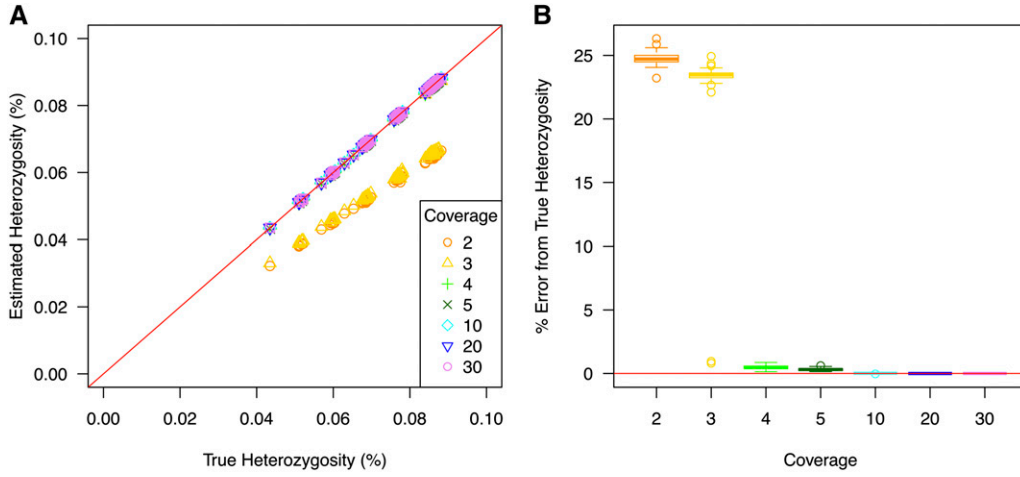 A
Estimated Heterozygosity (%)
0.10
0.08
0.06
0.04
0.02
0.00
0.00 0.02 0.04 0.06 0.08 0.10
True Heterozygosity (%)
Coverage
2
3
4
5
10
20
30
B
% Error from True Heterozygosity
25
20
15
10
5
0
2 3 4 5 10 20 30
Coverage